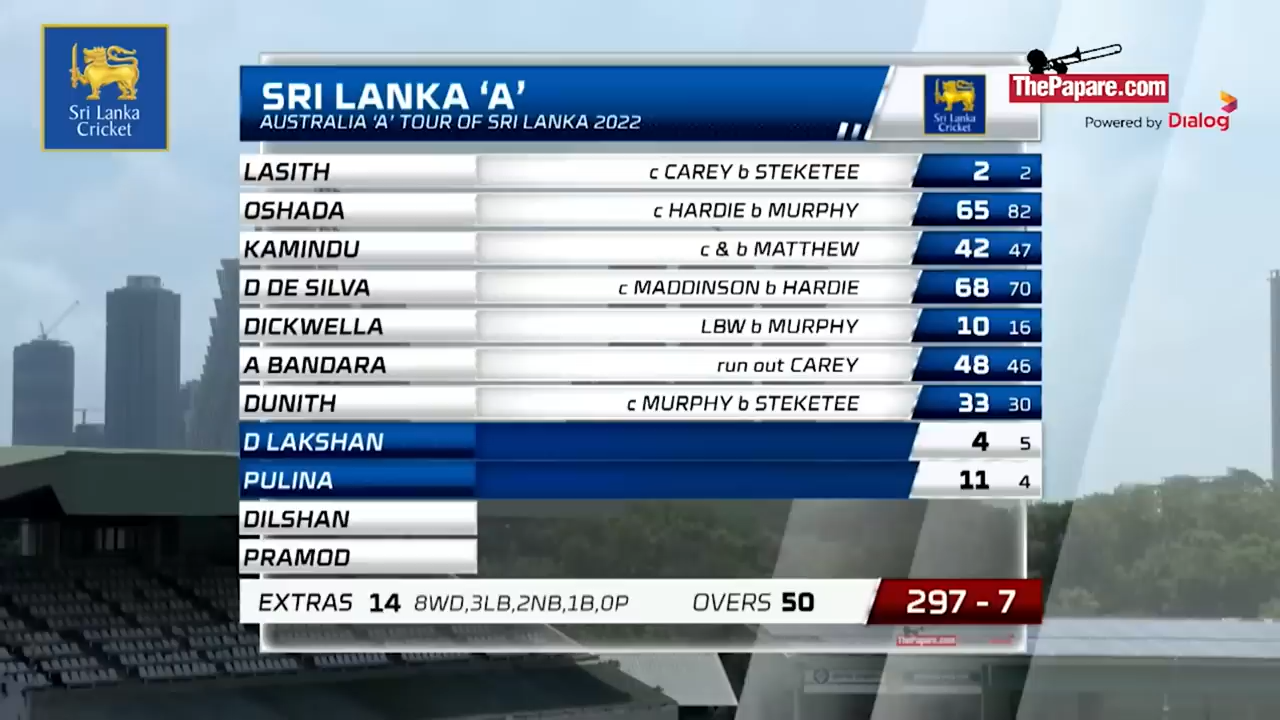 Sri Lanka
Cricket
SRI LANKA 'A'
AUSTRALIA 'A' TOUR OF SRI LANKA 2022
Sri Lanka
Cricket
ThePapare.com
Powered by Dialog
LASITH c CAREY b STEKETEE 2 2
OSHADA c HARDIE b MURPHY 65 82
KAMINDU c & b MATTHEW 42 47
D DE SILVA c MADDINSON b HARDIE 68 70
DICKWELLA LBW b MURPHY 10 16
A BANDARA run out CAREY 48 46
DUNITH c MURPHY b STEKETEE 33 30
D LAKSHAN 4 5
PULINA 11 4
DILSHAN
PRAMOD
EXTRAS 14 8WD,3LB,2NB,1B,0P OVERS 50 297 - 7
ThePapare.com